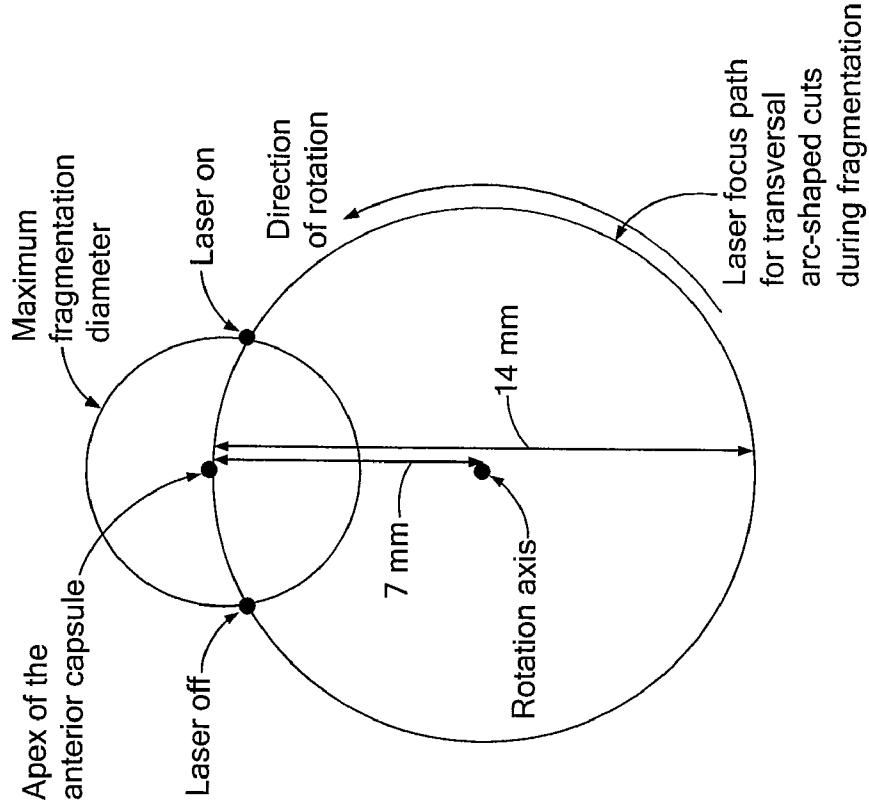 Maximum
fragmentation
diameter
Laser on
Direction
of rotation
Apex of the
anterior capsule
Laser off
7 mm
14 mm
Rotation axis
Laser focus path
for transversal
arc-shaped cuts
during fragmentation